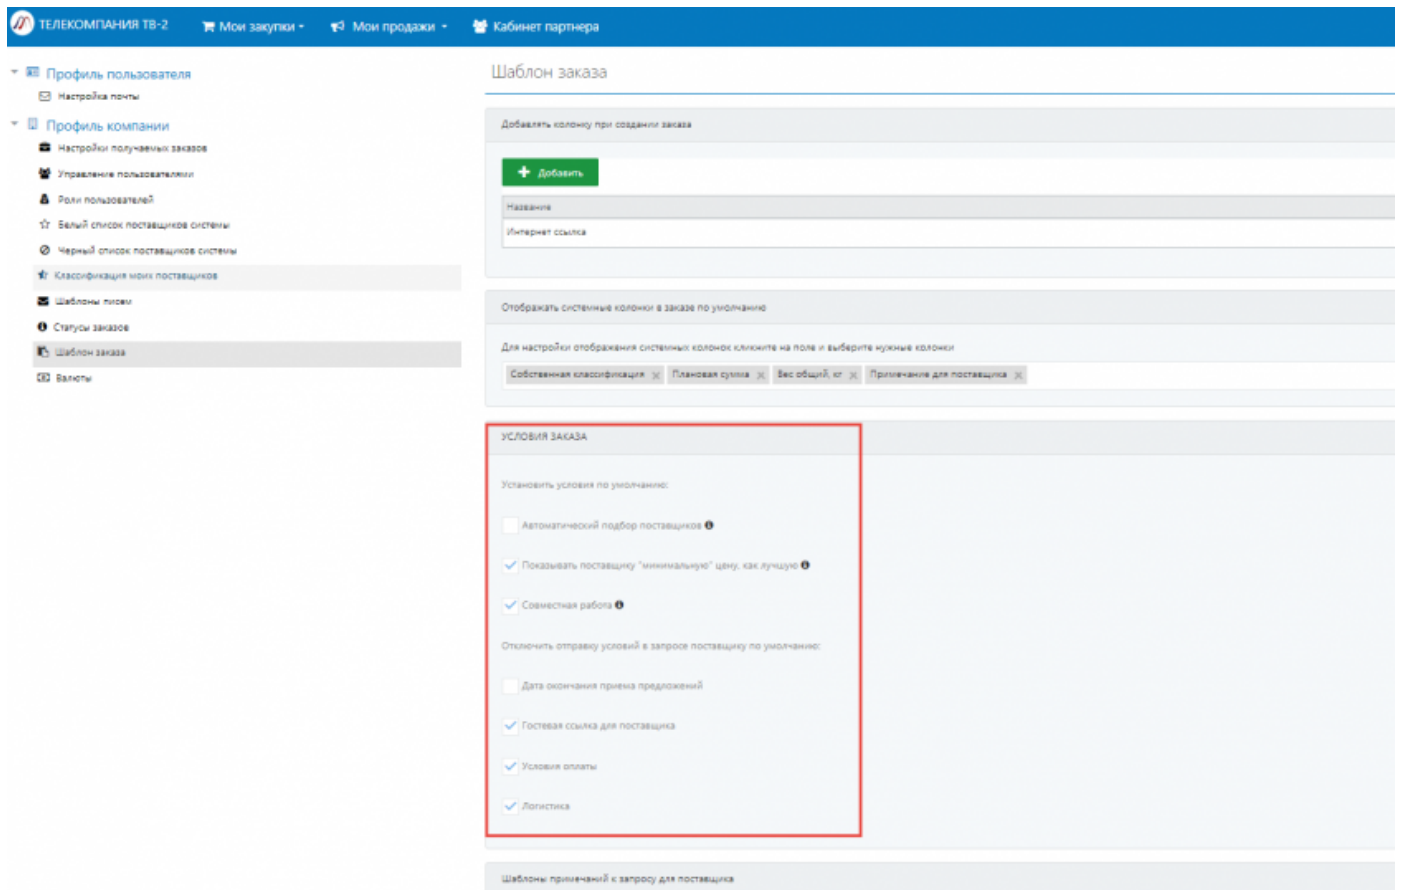 ТЕЛЕКОМПАНИЯ ТВ-2 Мои закупки Мои продажи Кабинет партнера
Профиль пользователя
Настройка почты
Профиль компании
Настройки получаемых заказов
Управление пользователями
Роли пользователей
Белый список поставщиков системы
Черный список поставщиков системы
Классификация моих поставщиков
Шаблоны писем
Статусы заказов
Шаблон заказа
Валюты
Шаблон заказа
Добавлять колонку при создании заказа
Добавить
Название
Интернет ссылка
Отображать системные колонки в заказе по умолчанию
Для настройки отображения системных колонок кликните на поле и выберите нужные колонки
Собственная классификация Плановая сумма Вес общий, кг Примечание для поставщика
УСЛОВИЯ ЗАКАЗА
Установить условия по умолчанию:
Автоматический подбор поставщиков
Показывать поставщику "минимальную" цену, как лучшую
Совместная работа
Отключить отправку условий в запросе поставщику по умолчанию:
Дата окончания приема предложений
Гостевая ссылка для поставщика
Условия оплаты
Логистика
Шаблоны примечаний к запросу для поставщика